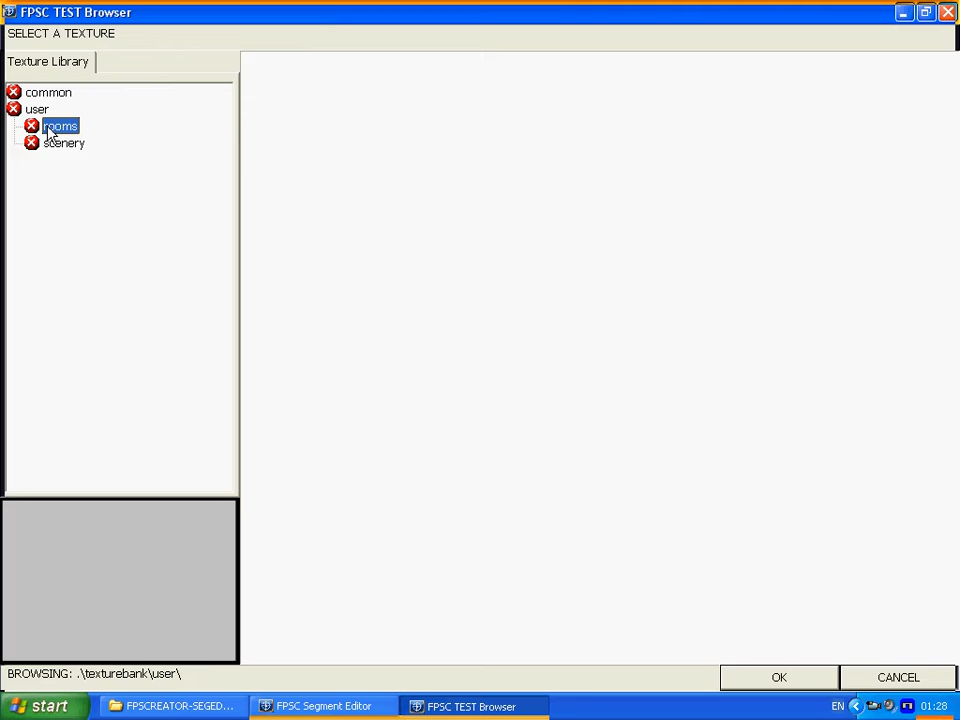 FPSC TEST Browser
SELECT A TEXTURE
Texture Library
common
user
rooms
scenery
BROWSING: .\texturebank\user\
OK
CANCEL
start
FPSCREATOR-SEGED...
FPSC Segment Editor
FPSC TEST Browser
EN
01:28